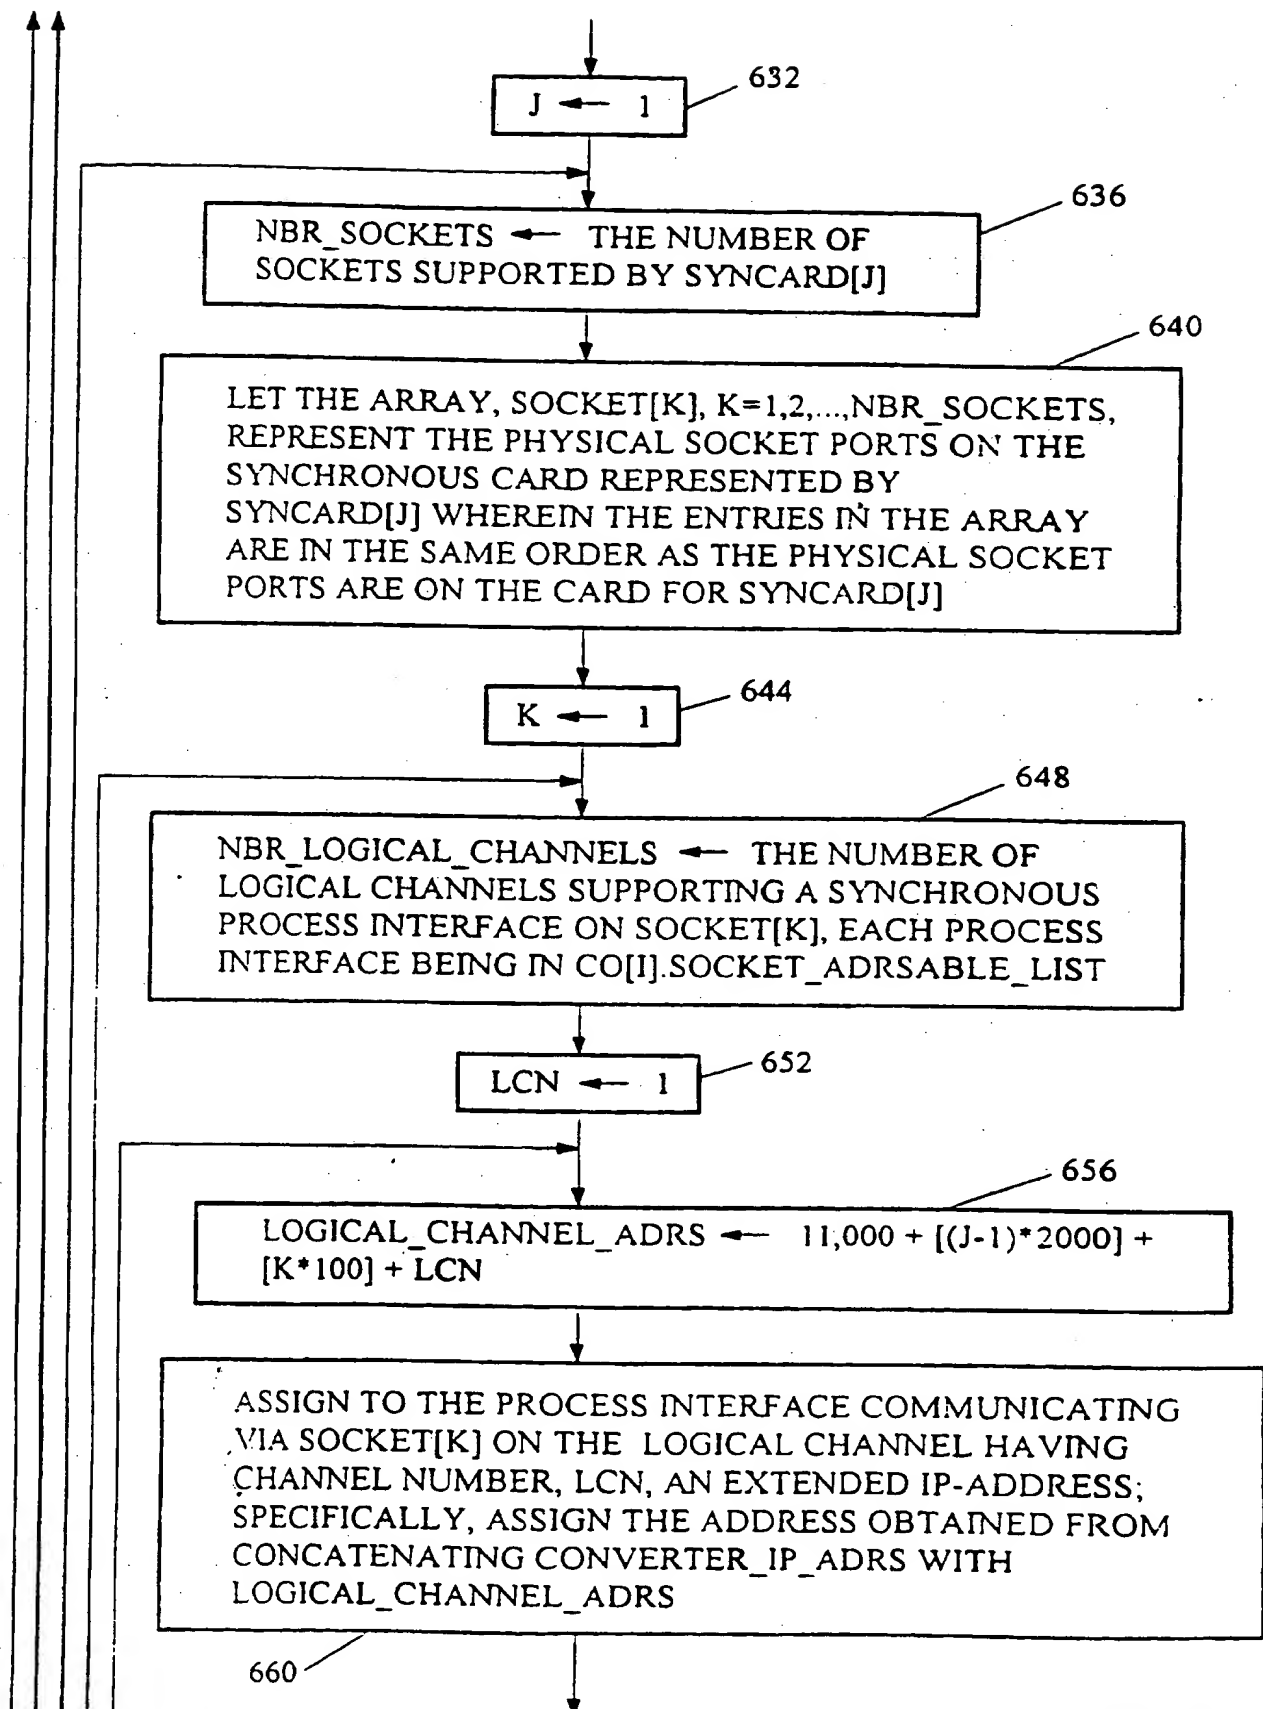 632
J ← 1
636
NBR_SOCKETS ← THE NUMBER OF
SOCKETS SUPPORTED BY SYNCARD[J]
640
LET THE ARRAY, SOCKET[K], K=1,2,...,NBR_SOCKETS,
REPRESENT THE PHYSICAL SOCKET PORTS ON THE
SYNCHRONOUS CARD REPRESENTED BY
SYNCARD[J] WHEREIN THE ENTRIES IN THE ARRAY
ARE IN THE SAME ORDER AS THE PHYSICAL SOCKET
PORTS ARE ON THE CARD FOR SYNCARD[J]
644
K ← 1
648
NBR_LOGICAL_CHANNELS ← THE NUMBER OF
LOGICAL CHANNELS SUPPORTING A SYNCHRONOUS
PROCESS INTERFACE ON SOCKET[K], EACH PROCESS
INTERFACE BEING IN CO[I].SOCKET_ADRSABLE_LIST
652
LCN ← 1
656
LOGICAL_CHANNEL_ADRS ← 11,000 + [(J-1)*2000] +
[K*100] + LCN
ASSIGN TO THE PROCESS INTERFACE COMMUNICATING
VIA SOCKET[K] ON THE LOGICAL CHANNEL HAVING
CHANNEL NUMBER, LCN, AN EXTENDED IP-ADDRESS;
SPECIFICALLY, ASSIGN THE ADDRESS OBTAINED FROM
CONCATENATING CONVERTER_IP_ADRS WITH
LOGICAL_CHANNEL_ADRS
660